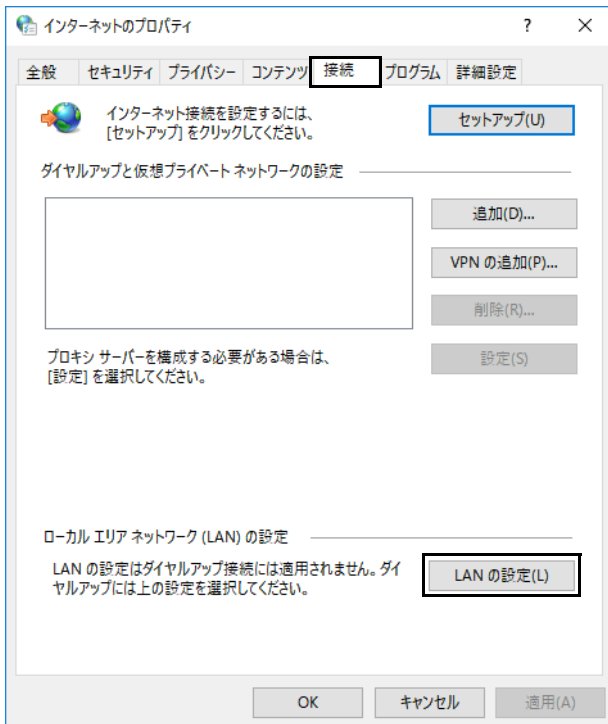 インターネットのプロパティ ?
全般 セキュリティ プライバシー コンテンツ 接続 プログラム 詳細設定
インターネット接続を設定するには、
[セットアップ] をクリックしてください。
セットアップ(U)
ダイヤルアップと仮想プライベート ネットワークの設定
追加(D)...
VPN の追加(P)...
削除(R)...
プロキシ サーバーを構成する必要がある場合は、
[設定] を選択してください。
設定(S)
ローカル エリア ネットワーク (LAN) の設定
LAN の設定はダイヤルアップ接続には適用されません。ダイ
ヤルアップには上の設定を選択してください。
LAN の設定(L)
OK キャンセル 適用(A)